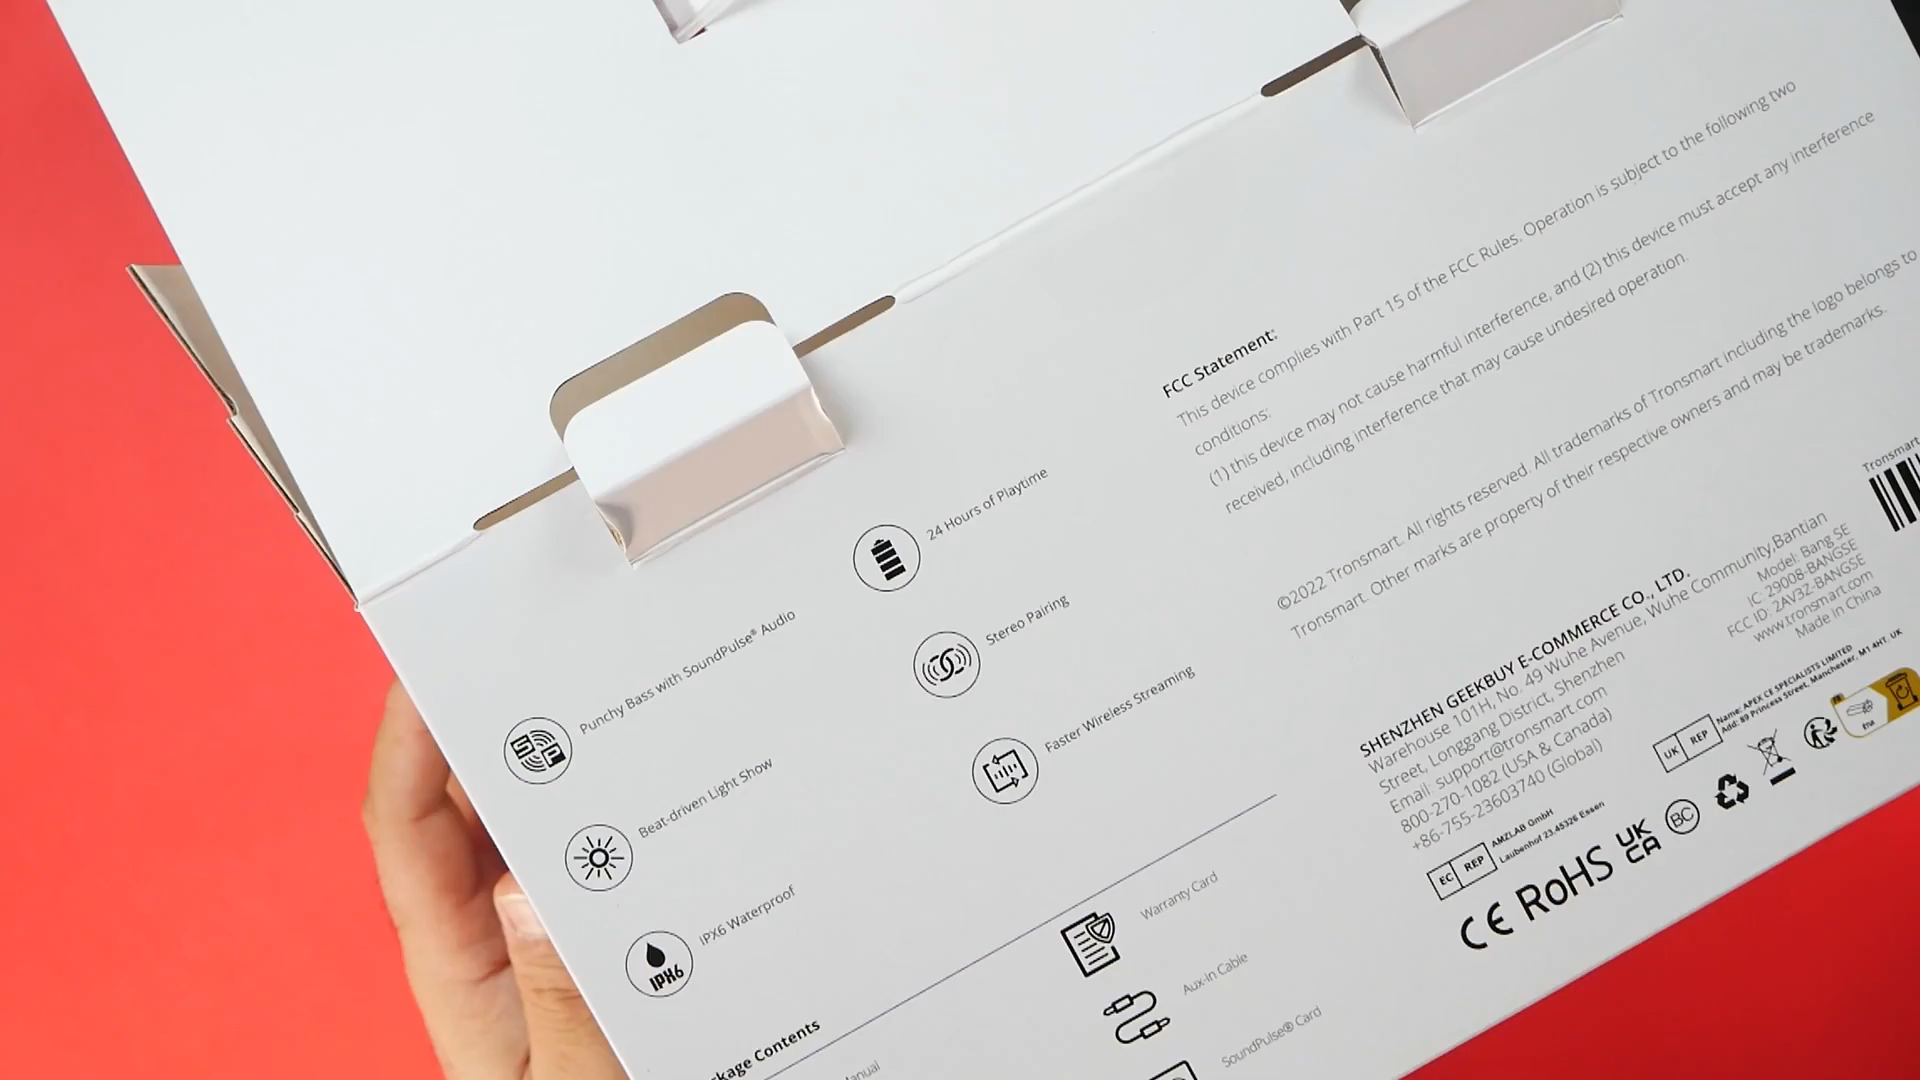 FCC Statement:
This device complies with Part 15 of the FCC Rules. Operation is subject to the following two
conditions:
(1) this device may not cause harmful interference, and (2) this device must accept any interference
received, including interference that may cause undesired operation.
©2022 Tronsmart. All rights reserved. All trademarks of Tronsmart including the logo belongs to
Tronsmart. Other marks are property of their respective owners and may be trademarks.
Punchy Bass with SoundPulse® Audio
Beat-driven Light Show
IPX6 Waterproof
IPX6
24 Hours of Playtime
Stereo Pairing
Faster Wireless Streaming
SP
Warranty Card
Aux-in Cable
SoundPulse® Card
Contents
Tronsmart
SHENZHEN GEEKBUY E-COMMERCE CO., LTD.
Warehouse 101H, No. 49 Wuhe Avenue, Wuhe Community,Bantian
Street, Longgang District, Shenzhen
Email: support@tronsmart.com
800-270-1082 (USA & Canada)
+86-755-23603740 (Global)
Model: Bang SE
IC: 29008-BANGSE
FCC ID: 2AV3Z-BANGSE
www.tronsmart.com
Made in China
UK REP
Name: APEX CE SPECIALISTS LIMITED
Add: 89 Princess Street, Manchester, M1 4HT, UK
EC REP
AMZLAB GmbH
Laubenhof 23,45326 Essen
CE RoHS UK
CA
BC